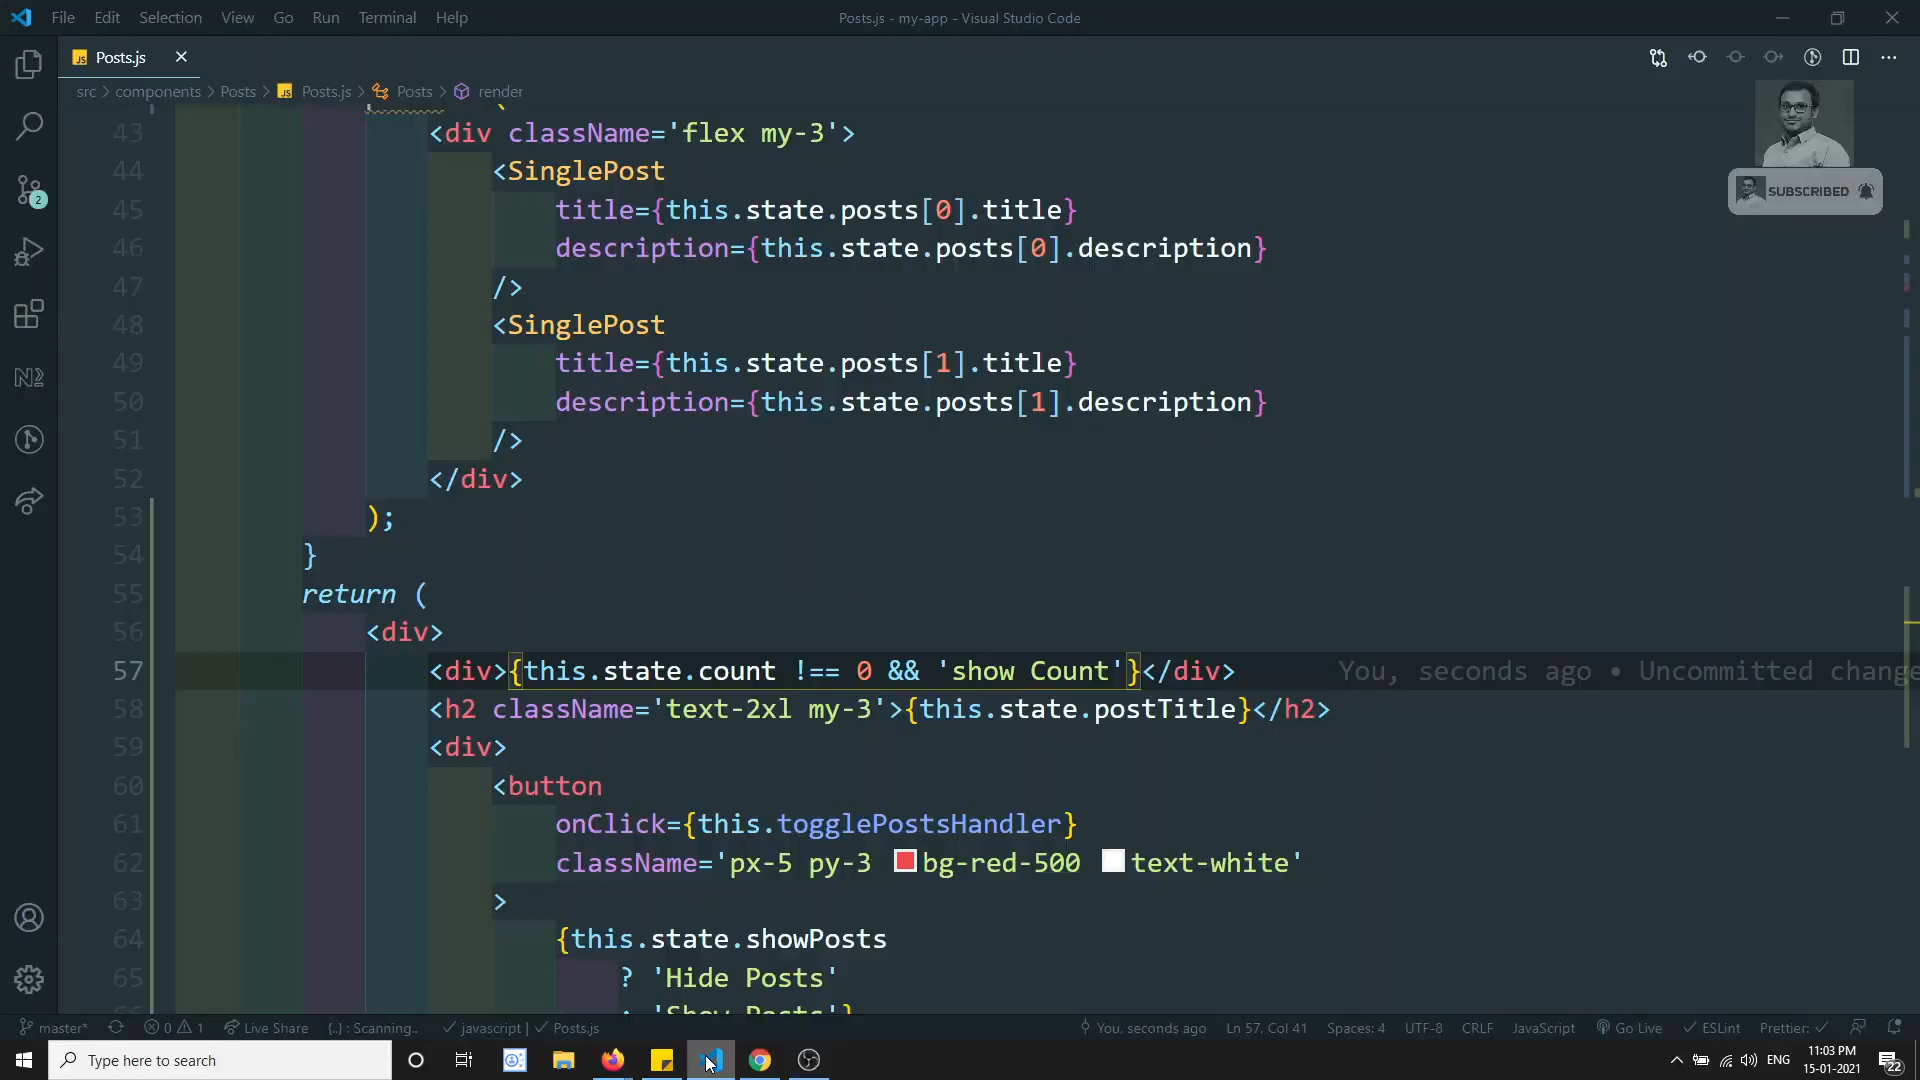 File Edit Selection View Go Run Terminal Help
Posts.js - my-app - Visual Studio Code
JS Posts.js
src > components > Posts > JS Posts.js > Posts > render
43 <div className='flex my-3'>
44 <SinglePost
45 title={this.state.posts[0].title}
46 description={this.state.posts[0].description}
47 />
48 <SinglePost
49 title={this.state.posts[1].title}
50 description={this.state.posts[1].description}
51 />
52 </div>
53 );
54 }
55 return (
56 <div>
57 <div>{this.state.count !== 0 && 'show Count'}</div> You, seconds ago • Uncommitted change
58 <h2 className='text-2xl my-3'>{this.state.postTitle}</h2>
59 <div>
60 <button
61 onClick={this.togglePostsHandler}
62 className='px-5 py-3 bg-red-500 text-white'
63 >
64 {this.state.showPosts
65 ? 'Hide Posts'
: 'Show Posts'}
SUBSCRIBED
2
master* 0 1 Live Share {..} : Scanning.. javascript | Posts.js You, seconds ago Ln 57, Col 41 Spaces: 4 UTF-8 CRLF JavaScript Go Live ESLint Prettier:
Type here to search
ENG
11:03 PM
15-01-2021
22